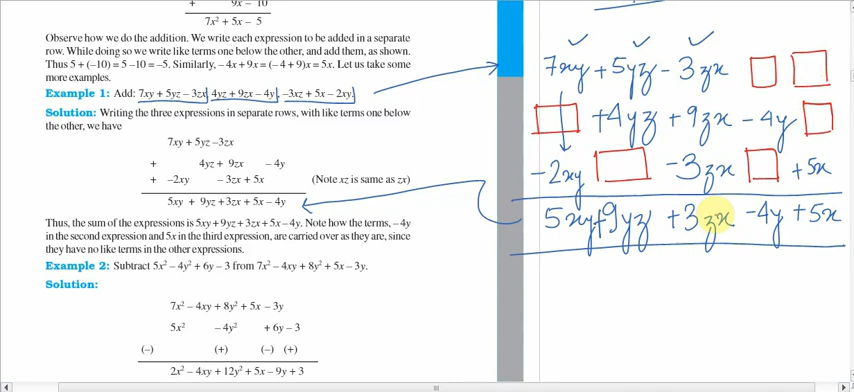 + 9x – 10
7x² + 5x – 5
Observe how we do the addition. We write each expression to be added in a separate
row. While doing so we write like terms one below the other, and add them, as shown.
Thus 5 + (–10) = 5 –10 = –5. Similarly, – 4x + 9x = (– 4 + 9)x = 5x. Let us take some
more examples.
Example 1: Add: 7xy + 5yz – 3zx, 4yz + 9zx – 4y, –3xz + 5x – 2xy.
Solution: Writing the three expressions in separate rows, with like terms one below
the other, we have
7xy + 5yz –3zx
+ 4yz + 9zx – 4y
+ –2xy – 3zx + 5x (Note xz is same as zx)
5xy + 9yz + 3zx + 5x – 4y
Thus, the sum of the expressions is 5xy + 9yz + 3zx + 5x – 4y. Note how the terms, – 4y
in the second expression and 5x in the third expression, are carried over as they are, since
they have no like terms in the other expressions.
Example 2: Subtract 5x² – 4y² + 6y – 3 from 7x² – 4xy + 8y² + 5x – 3y.
Solution:
7x² – 4xy + 8y² + 5x – 3y
5x² – 4y² + 6y – 3
(–) (+) (–) (+)
2x² – 4xy + 12y² + 5x – 9y + 3
7xy + 5yz – 3zx
+4yz + 9zx – 4y
– 2xy – 3zx + 5x
5xy + 9yz + 3zx – 4y + 5x